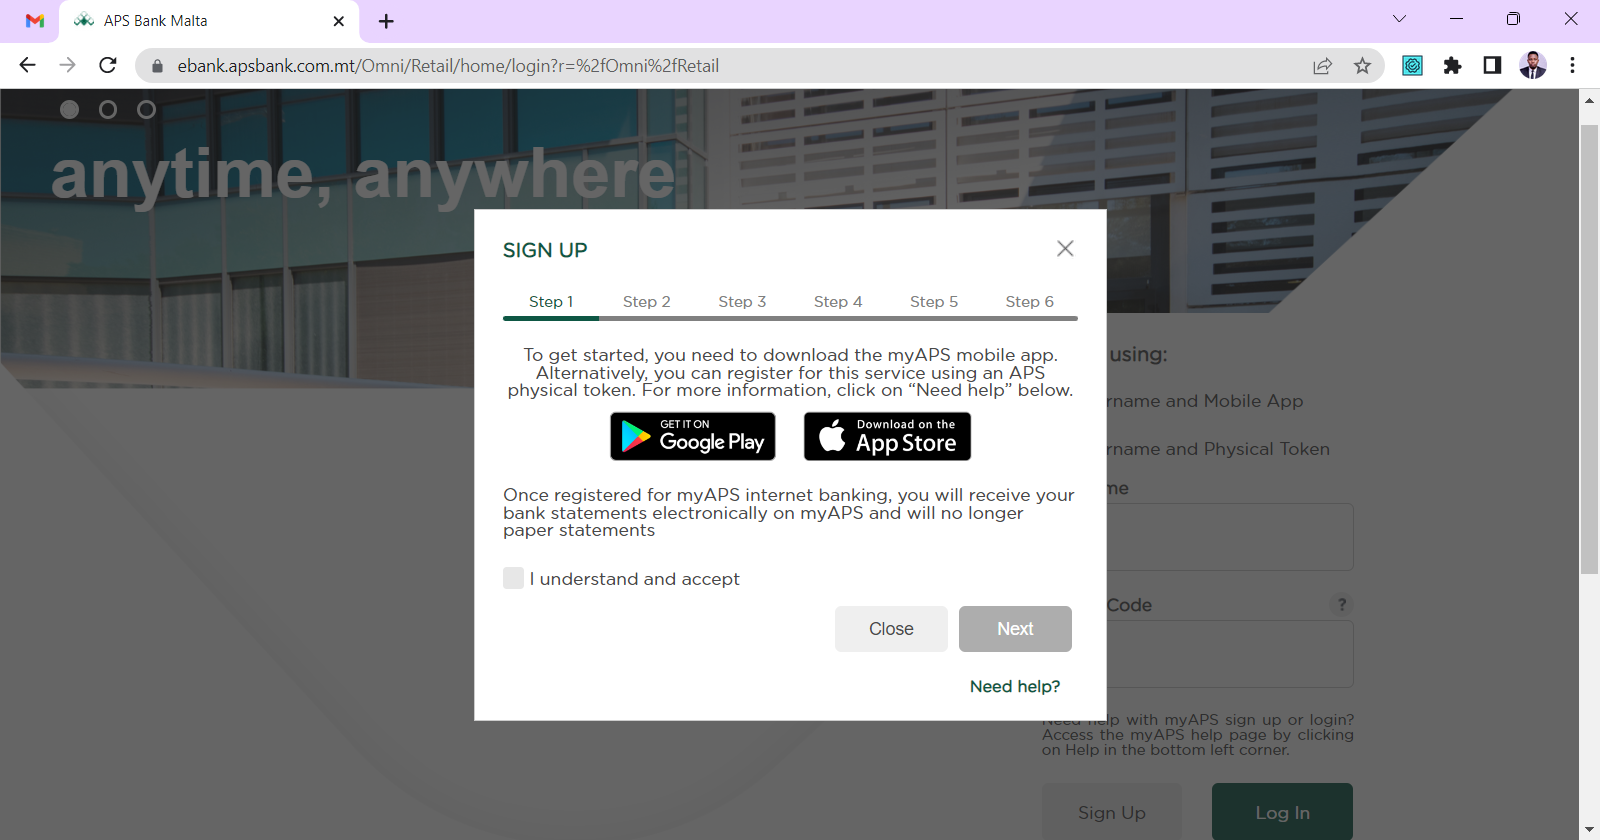 APS Bank Malta
ebank.apsbank.com.mt/Omni/Retail/home/login?r=%2fOmni%2fRetail
anytime, anywhere
SIGN UP
Step 1 Step 2 Step 3 Step 4 Step 5 Step 6
To get started, you need to download the myAPS mobile app.
Alternatively, you can register for this service using an APS
physical token. For more information, click on “Need help” below.
GET IT ON
Google Play
Download on the
App Store
Once registered for myAPS internet banking, you will receive your
bank statements electronically on myAPS and will no longer
paper statements
I understand and accept
Close Next
Need help?
using:
rname and Mobile App
rname and Physical Token
me
Code ?
Need help with myAPS sign up or login?
Access the myAPS help page by clicking
on Help in the bottom left corner.
Sign Up Log In